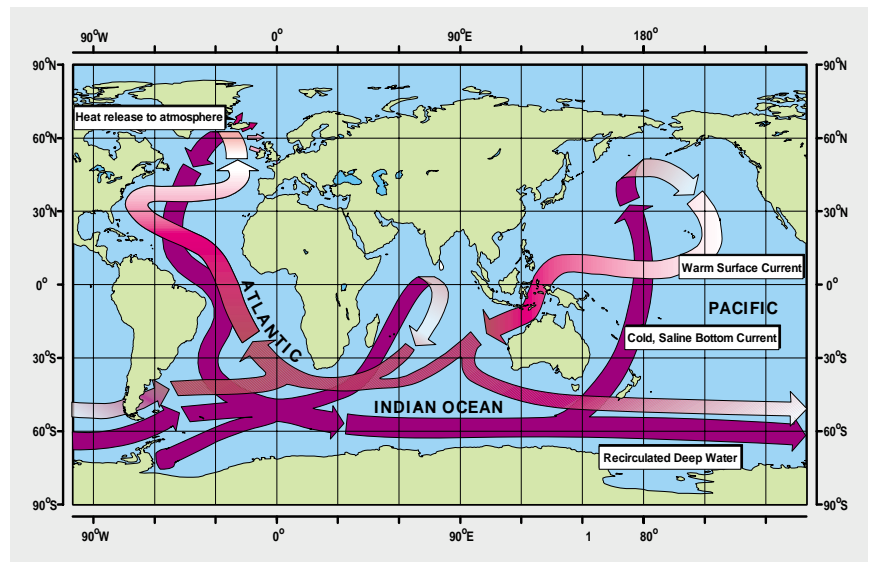 90°W 0° 90°E 180°
90°N 90°N
Heat release to atmosphere
60°N 60°N
30°N 30°N
Warm Surface Current
0° 0°
ATLANTIC
PACIFIC
Cold, Saline Bottom Current
30°S 30°S
INDIAN OCEAN
60°S 60°S
Recirculated Deep Water
90°S 90°S
90°W 0° 90°E 1 80°